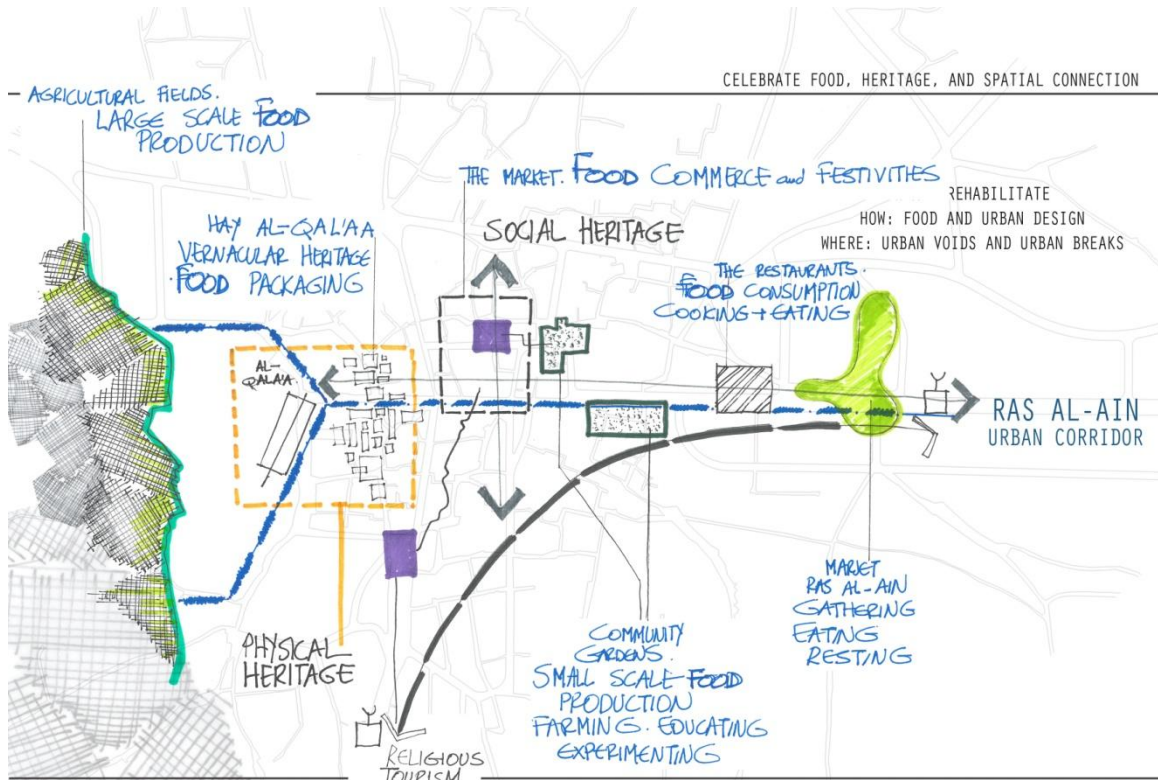 CELEBRATE FOOD, HERITAGE, AND SPATIAL CONNECTION
AGRICULTURAL FIELDS.
LARGE SCALE FOOD
PRODUCTION
THE MARKET. FOOD COMMERCE and FESTIVITIES
REHABILITATE
HOW: FOOD AND URBAN DESIGN
WHERE: URBAN VOIDS AND URBAN BREAKS
HAY AL-QAL'AA
VERNACULAR HERITAGE
.FOOD PACKAGING
SOCIAL HERITAGE
THE RESTAURANTS.
FOOD CONSUMPTION
COOKING + EATING
AL-
QALA'A
RAS AL-AIN
URBAN CORRIDOR
PHYSICAL
HERITAGE
COMMUNITY
GARDENS.
SMALL SCALE FOOD
PRODUCTION
FARMING. EDUCATING
EXPERIMENTING
MARJET
RAS AL-AIN
GATHERING
EATING
RESTING
RELIGIOUS
TOURISM